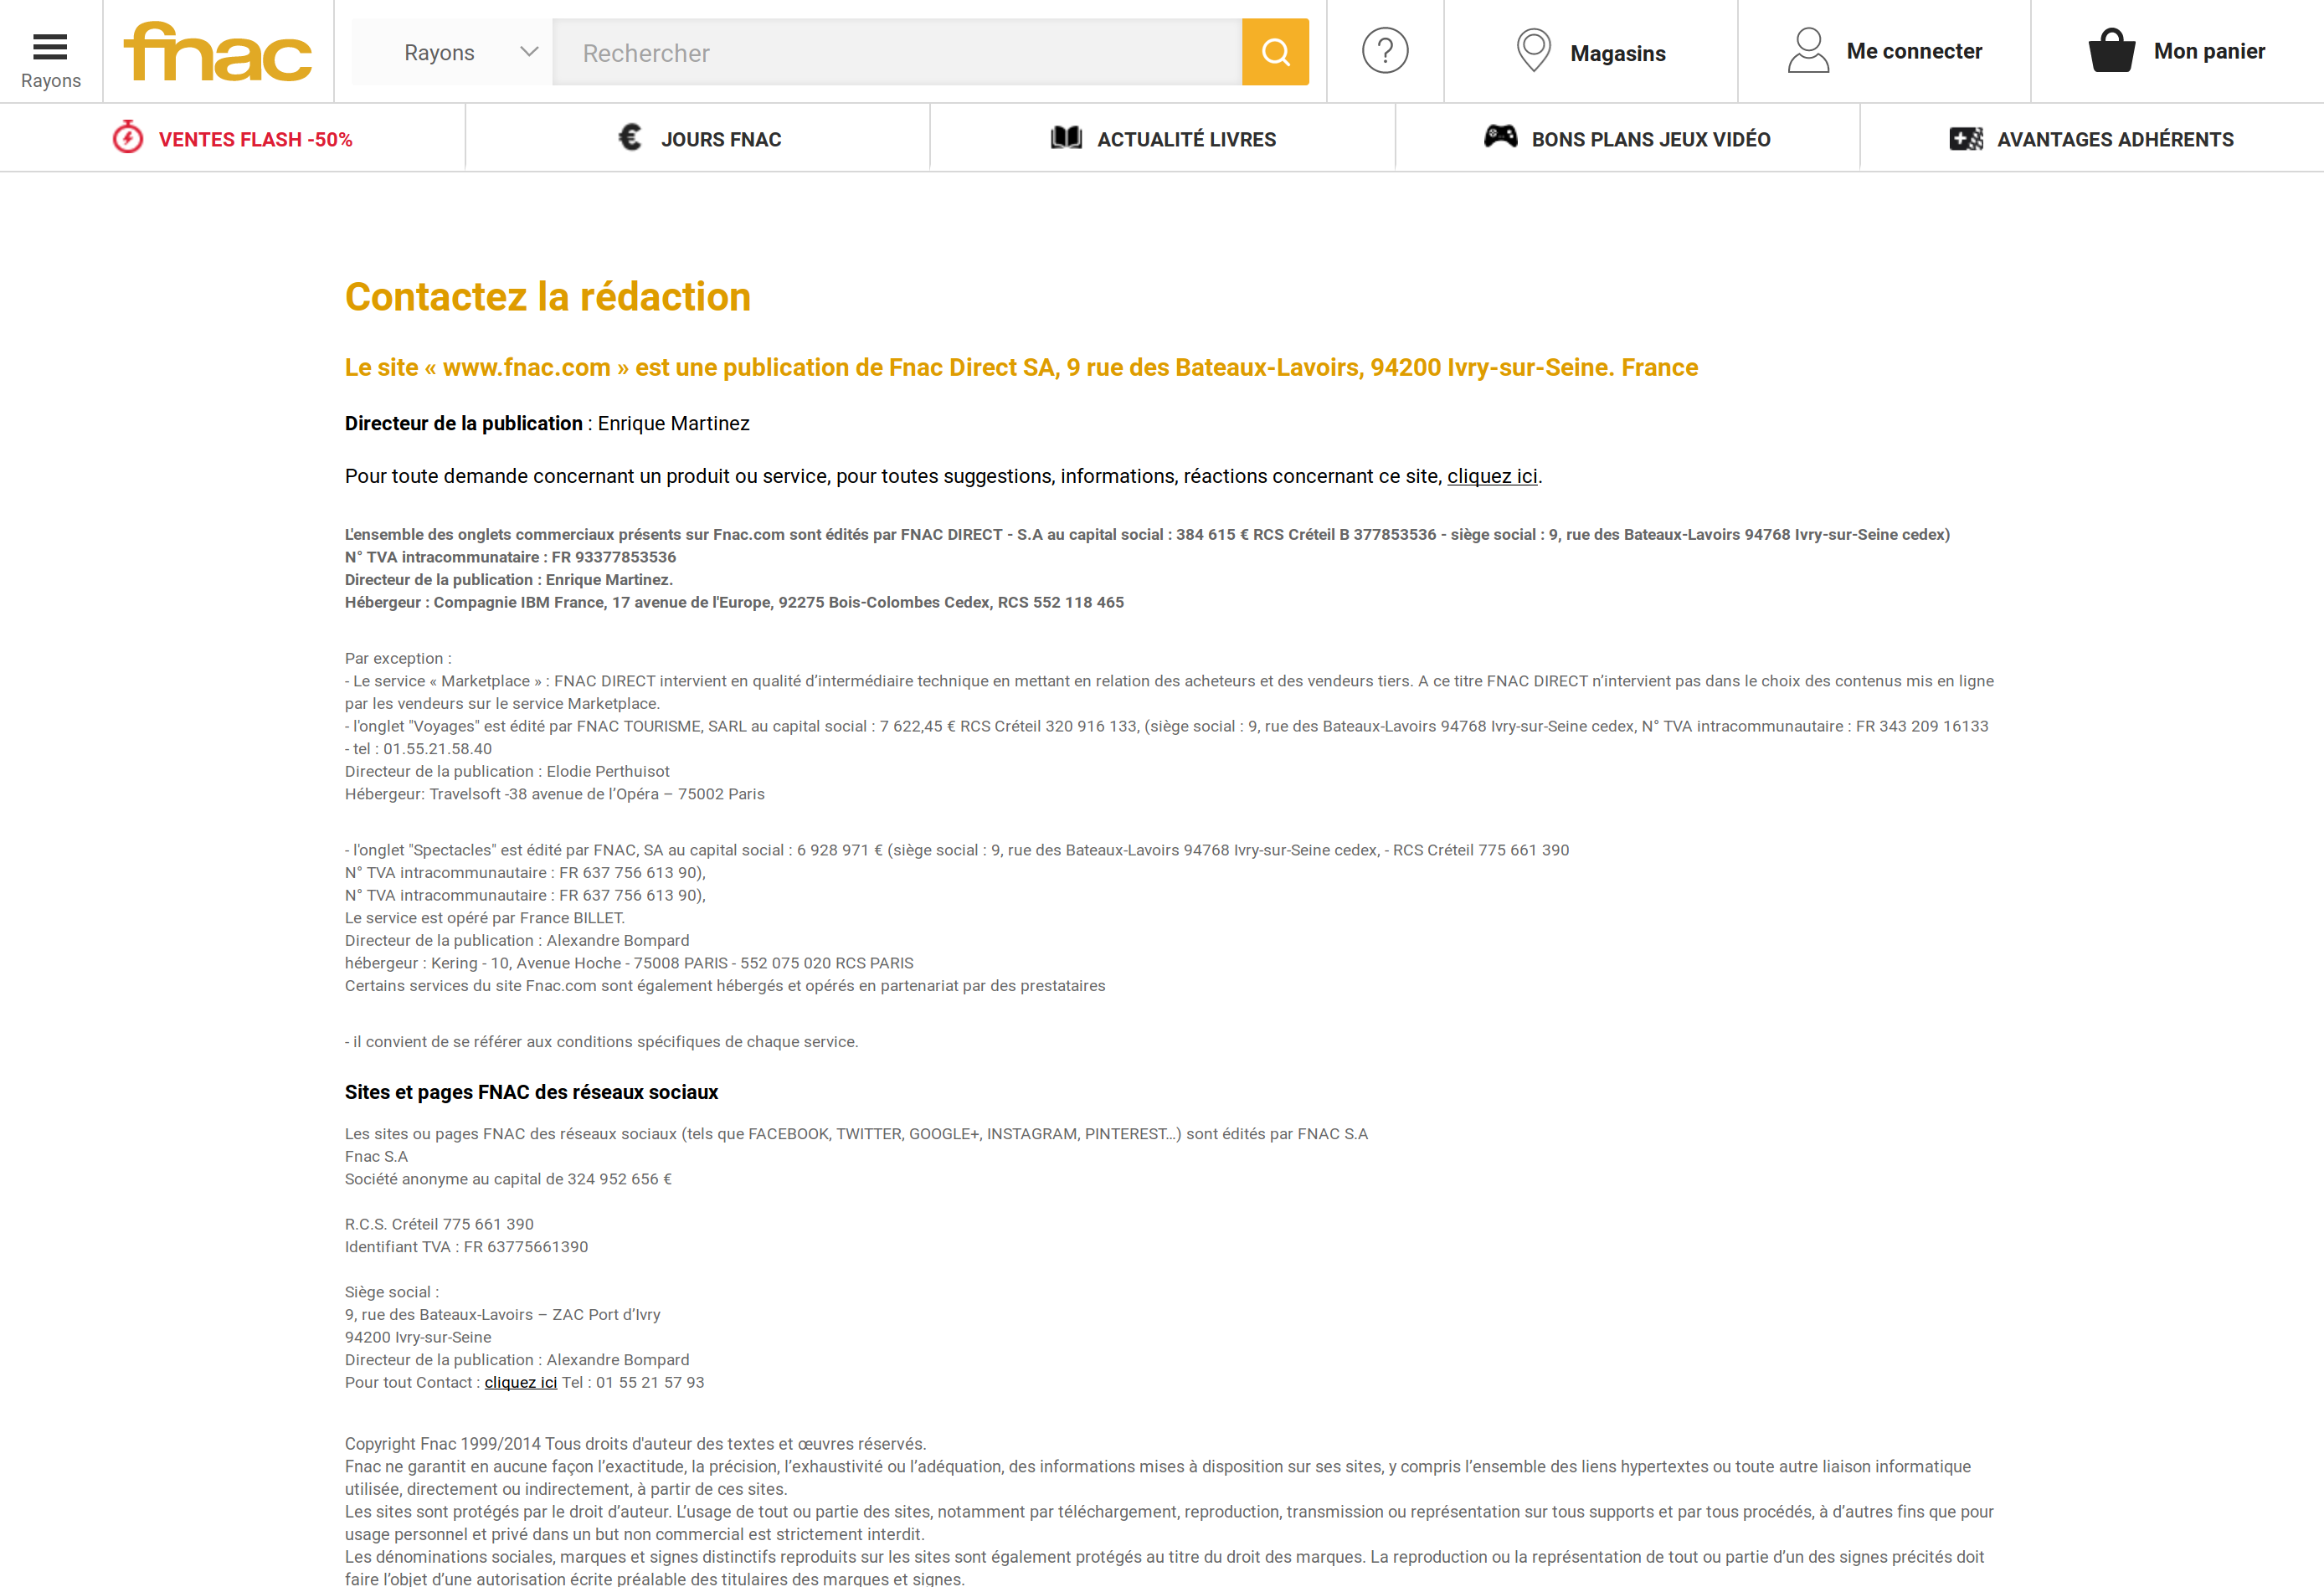 Rayons
fnac
Rayons
Rechercher
?
Magasins
Me connecter
Mon panier
VENTES FLASH -50%
JOURS FNAC
ACTUALITÉ LIVRES
BONS PLANS JEUX VIDÉO
AVANTAGES ADHÉRENTS
Contactez la rédaction
Le site « www.fnac.com » est une publication de Fnac Direct SA, 9 rue des Bateaux-Lavoirs, 94200 Ivry-sur-Seine. France
Directeur de la publication : Enrique Martinez
Pour toute demande concernant un produit ou service, pour toutes suggestions, informations, réactions concernant ce site, cliquez ici.
L'ensemble des onglets commerciaux présents sur Fnac.com sont édités par FNAC DIRECT - S.A au capital social : 384 615 € RCS Créteil B 377853536 - siège social : 9, rue des Bateaux-Lavoirs 94768 Ivry-sur-Seine cedex)
N° TVA intracommunataire : FR 93377853536
Directeur de la publication : Enrique Martinez.
Hébergeur : Compagnie IBM France, 17 avenue de l'Europe, 92275 Bois-Colombes Cedex, RCS 552 118 465
Par exception :
- Le service « Marketplace » : FNAC DIRECT intervient en qualité d’intermédiaire technique en mettant en relation des acheteurs et des vendeurs tiers. A ce titre FNAC DIRECT n’intervient pas dans le choix des contenus mis en ligne
par les vendeurs sur le service Marketplace.
- l'onglet "Voyages" est édité par FNAC TOURISME, SARL au capital social : 7 622,45 € RCS Créteil 320 916 133, (siège social : 9, rue des Bateaux-Lavoirs 94768 Ivry-sur-Seine cedex, N° TVA intracommunautaire : FR 343 209 16133
- tel : 01.55.21.58.40
Directeur de la publication : Elodie Perthuisot
Hébergeur: Travelsoft -38 avenue de l’Opéra – 75002 Paris
- l'onglet "Spectacles" est édité par FNAC, SA au capital social : 6 928 971 € (siège social : 9, rue des Bateaux-Lavoirs 94768 Ivry-sur-Seine cedex, - RCS Créteil 775 661 390
N° TVA intracommunautaire : FR 637 756 613 90),
N° TVA intracommunautaire : FR 637 756 613 90),
Le service est opéré par France BILLET.
Directeur de la publication : Alexandre Bompard
hébergeur : Kering - 10, Avenue Hoche - 75008 PARIS - 552 075 020 RCS PARIS
Certains services du site Fnac.com sont également hébergés et opérés en partenariat par des prestataires
- il convient de se référer aux conditions spécifiques de chaque service.
Sites et pages FNAC des réseaux sociaux
Les sites ou pages FNAC des réseaux sociaux (tels que FACEBOOK, TWITTER, GOOGLE+, INSTAGRAM, PINTEREST…) sont édités par FNAC S.A
Fnac S.A
Société anonyme au capital de 324 952 656 €
R.C.S. Créteil 775 661 390
Identifiant TVA : FR 63775661390
Siège social :
9, rue des Bateaux-Lavoirs – ZAC Port d’Ivry
94200 Ivry-sur-Seine
Directeur de la publication : Alexandre Bompard
Pour tout Contact : cliquez ici Tel : 01 55 21 57 93
Copyright Fnac 1999/2014 Tous droits d'auteur des textes et œuvres réservés.
Fnac ne garantit en aucune façon l’exactitude, la précision, l’exhaustivité ou l’adéquation, des informations mises à disposition sur ses sites, y compris l’ensemble des liens hypertextes ou toute autre liaison informatique
utilisée, directement ou indirectement, à partir de ces sites.
Les sites sont protégés par le droit d’auteur. L’usage de tout ou partie des sites, notamment par téléchargement, reproduction, transmission ou représentation sur tous supports et par tous procédés, à d’autres fins que pour
usage personnel et privé dans un but non commercial est strictement interdit.
Les dénominations sociales, marques et signes distinctifs reproduits sur les sites sont également protégés au titre du droit des marques. La reproduction ou la représentation de tout ou partie d’un des signes précités doit
faire l’objet d’une autorisation écrite préalable des titulaires des marques et signes.